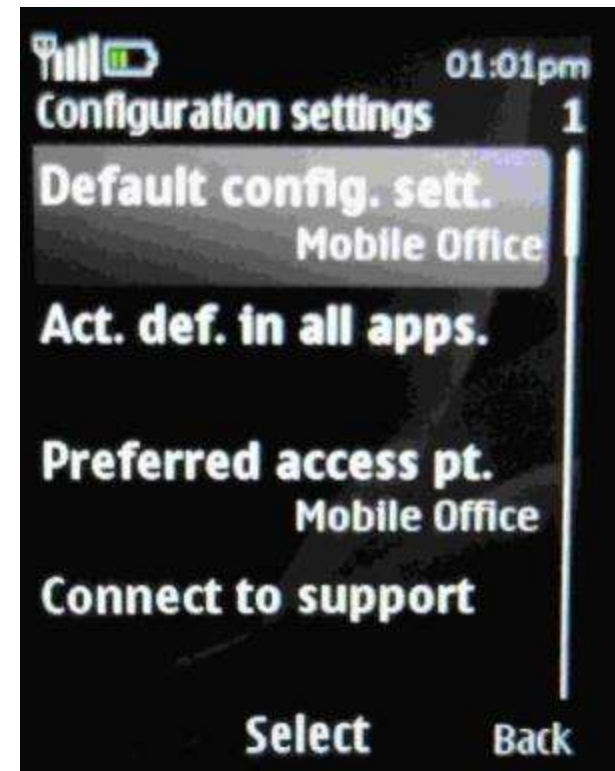 01:01pm
Configuration settings 1
Default config. sett.
Mobile Office
Act. def. in all apps.
Preferred access pt.
Mobile Office
Connect to support
Select Back